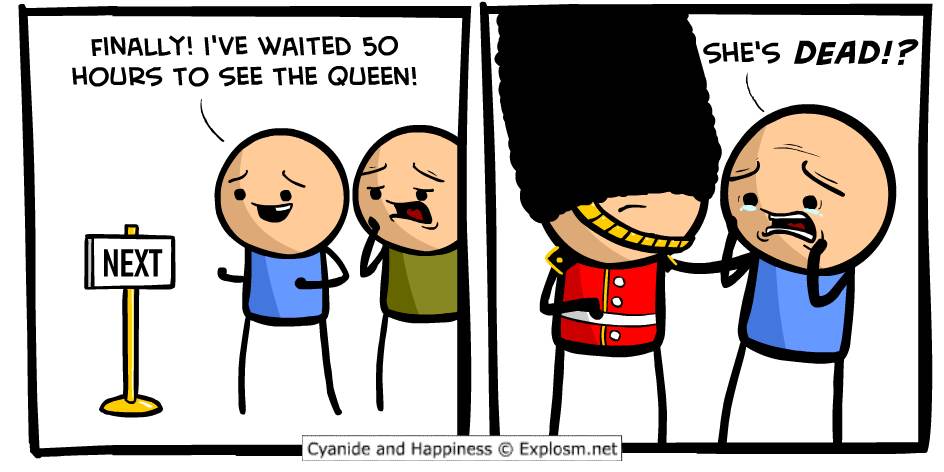 FINALLY! I'VE WAITED 50
HOURS TO SEE THE QUEEN!
NEXT
SHE'S DEAD!?
Cyanide and Happiness © Explosm.net